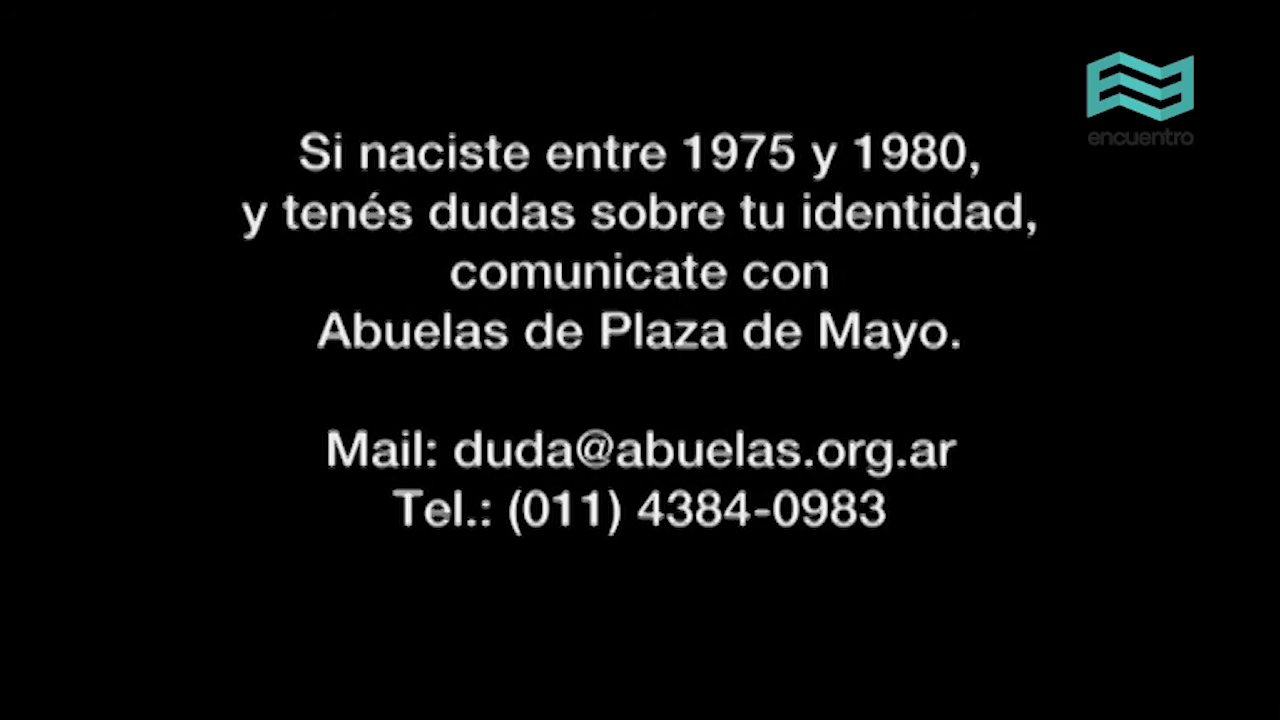 encuentro
Si naciste entre 1975 y 1980,
y tenés dudas sobre tu identidad,
comunicate con
Abuelas de Plaza de Mayo.
Mail: duda@abuelas.org.ar
Tel.: (011) 4384-0983